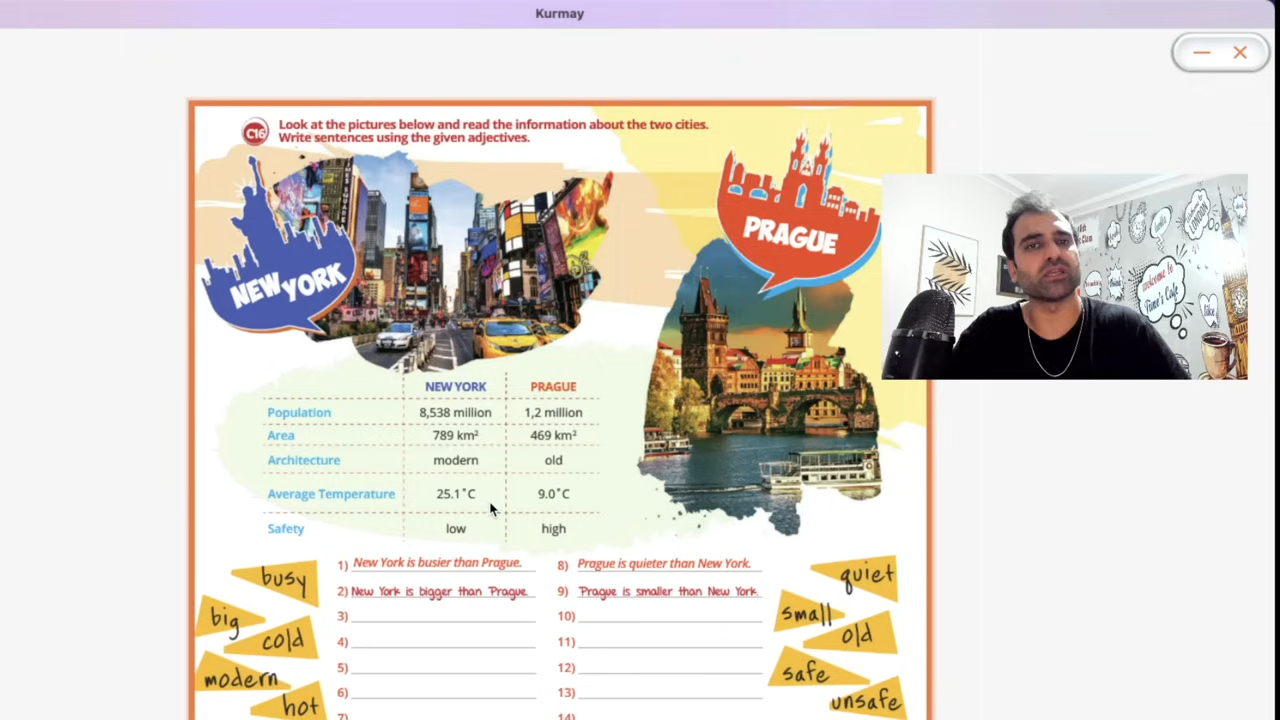 Kurmay
C16
Look at the pictures below and read the information about the two cities.
Write sentences using the given adjectives.
NEW YORK
PRAGUE
NEW YORK PRAGUE
Population 8,538 million 1,2 million
Area 789 km² 469 km²
Architecture modern old
Average Temperature 25.1˚C 9.0˚C
Safety low high
busy
big
cold
modern
hot
1) New York is busier than Prague.
2) New York is bigger than Prague.
3)
4)
5)
6)
7)
8) Prague is quieter than New York.
9) Prague is smaller than New York.
10)
11)
12)
13)
14)
quiet
small
old
safe
unsafe
welcome to